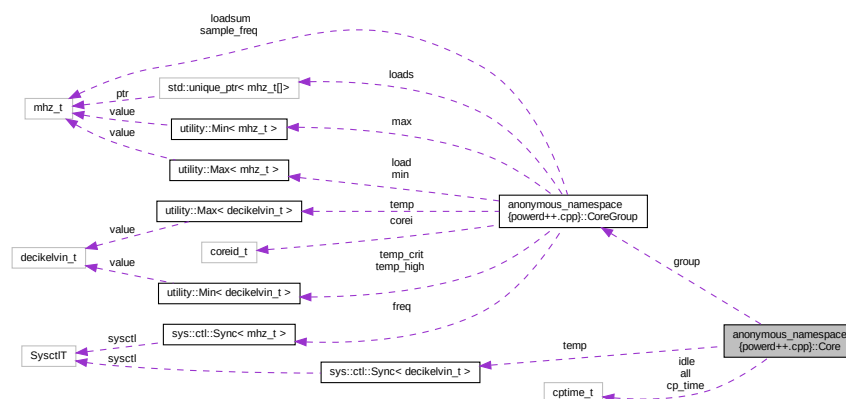 loadsum
sample_freq
loads
std::unique_ptr< mhz_t[]>
ptr
mhz_t
value
max
utility::Min< mhz_t >
value
load
min
utility::Max< mhz_t >
anonymous_namespace
{powerd++.cpp}::CoreGroup
temp
utility::Max< decikelvin_t >
corei
value
coreid_t
decikelvin_t
temp_crit
temp_high
value
group
utility::Min< decikelvin_t >
freq
anonymous_namespace
{powerd++.cpp}::Core
sys::ctl::Sync< mhz_t >
sysctl
temp
SysctlT
sysctl
idle
all
cp_time
sys::ctl::Sync< decikelvin_t >
cptime_t